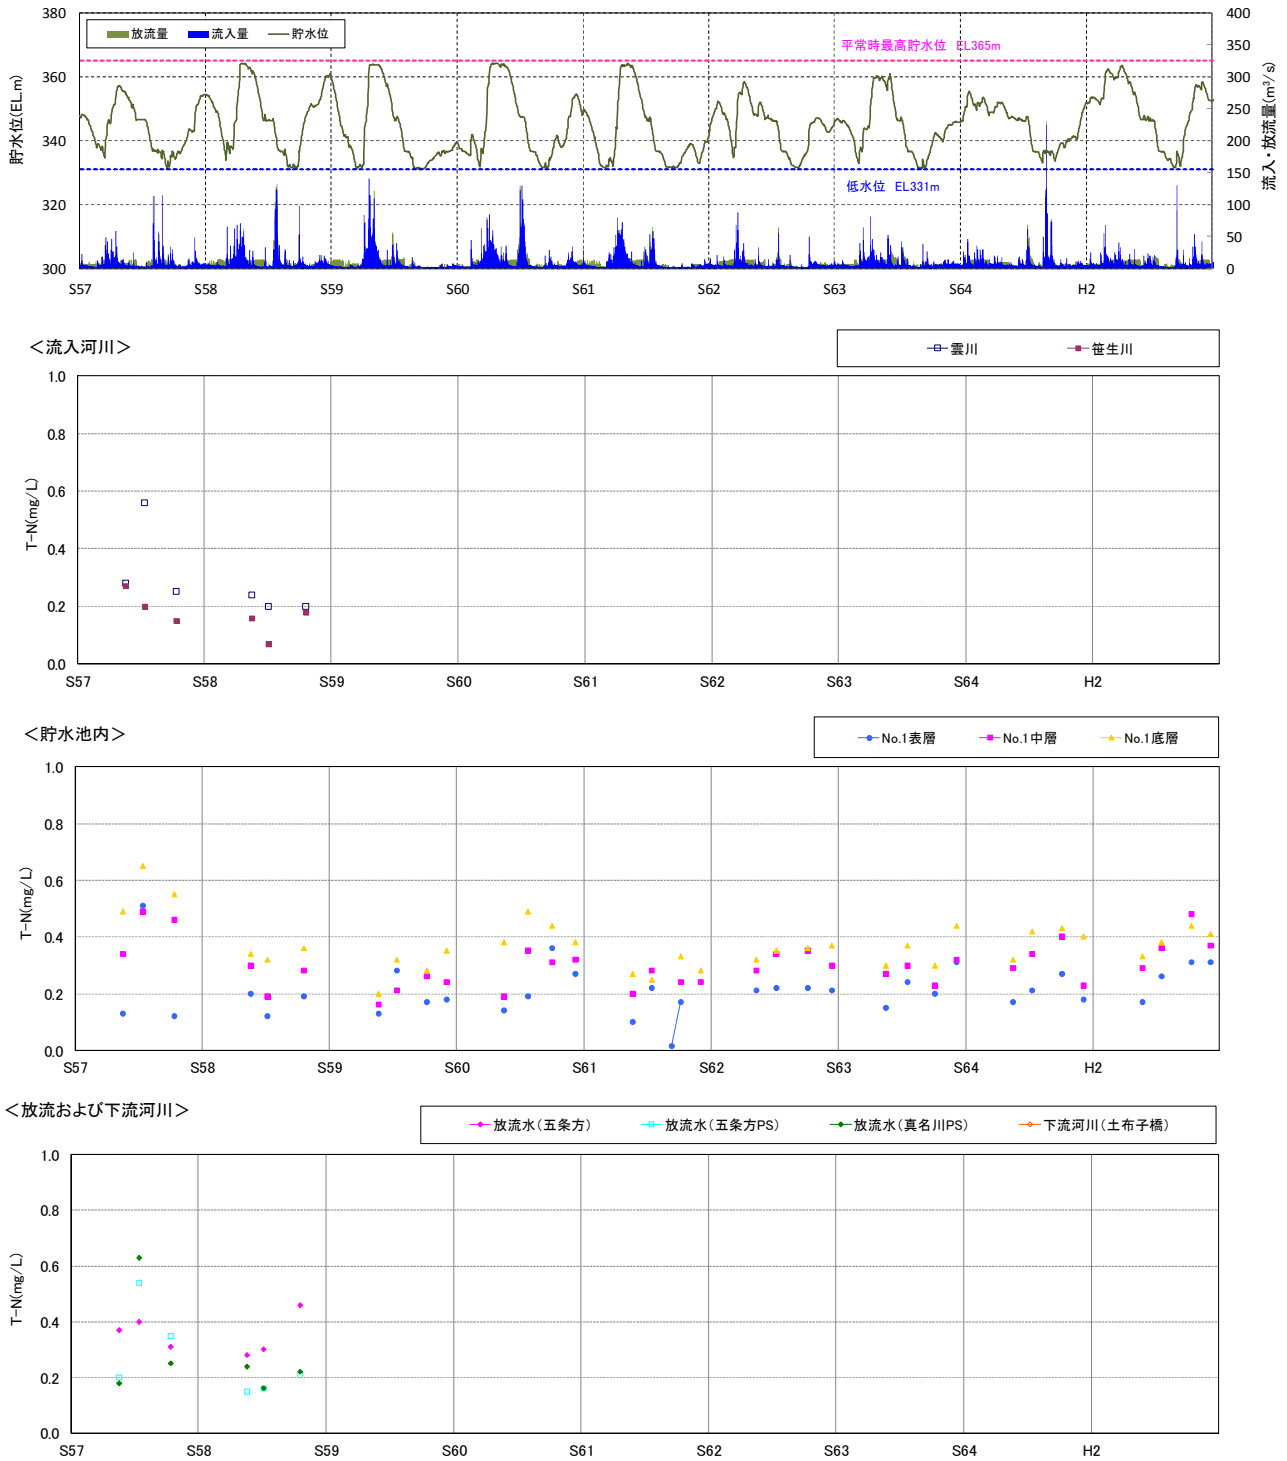 放流量 流入量 貯水位
平常時最高貯水位 EL365m
低水位 EL331m
貯水位(EL.m)
流入・放流量(m³/s)
380
360
340
320
300
400
350
300
250
200
150
100
50
0
S57 S58 S59 S60 S61 S62 S63 S64 H2
＜流入河川＞
雲川 笹生川
T-N(mg/L)
1.0
0.8
0.6
0.4
0.2
0.0
S57 S58 S59 S60 S61 S62 S63 S64 H2
＜貯水池内＞
No.1表層 No.1中層 No.1底層
T-N(mg/L)
1.0
0.8
0.6
0.4
0.2
0.0
S57 S58 S59 S60 S61 S62 S63 S64 H2
＜放流および下流河川＞
放流水（五条方） 放流水（五条方PS） 放流水（真名川PS） 下流河川（土布子橋）
T-N(mg/L)
1.0
0.8
0.6
0.4
0.2
0.0
S57 S58 S59 S60 S61 S62 S63 S64 H2